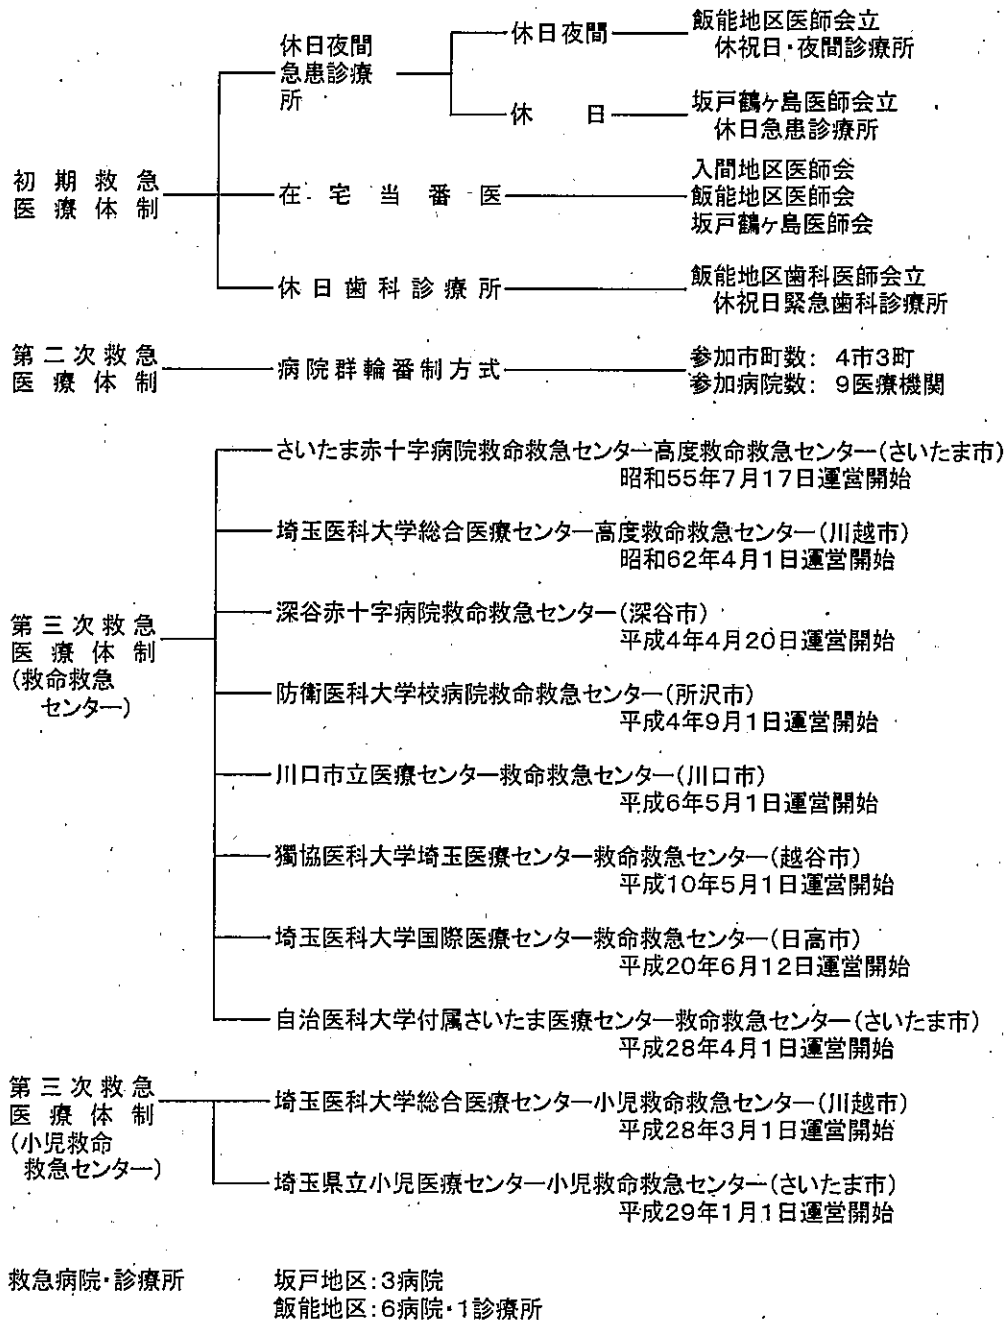 初期救急
医療体制
休日夜間
急患診療
所
休日夜間
飯能地区医師会立
休祝日・夜間診療所
休　日
坂戸鶴ヶ島医師会立
休日急患診療所
在宅当番医
入間地区医師会
飯能地区医師会
坂戸鶴ヶ島医師会
休日歯科診療所
飯能地区歯科医師会立
休祝日緊急歯科診療所
第二次救急
医療体制
病院群輪番制方式
参加市町数：4市3町
参加病院数：9医療機関
第三次救急
医療体制
(救命救急
センター)
さいたま赤十字病院救命救急センター高度救命救急センター(さいたま市)
昭和55年7月17日運営開始
埼玉医科大学総合医療センター高度救命救急センター(川越市)
昭和62年4月1日運営開始
深谷赤十字病院救命救急センター(深谷市)
平成4年4月20日運営開始
防衛医科大学校病院救命救急センター(所沢市)
平成4年9月1日運営開始
川口市立医療センター救命救急センター(川口市)
平成6年5月1日運営開始
獨協医科大学埼玉医療センター救命救急センター(越谷市)
平成10年5月1日運営開始
埼玉医科大学国際医療センター救命救急センター(日高市)
平成20年6月12日運営開始
自治医科大学付属さいたま医療センター救命救急センター(さいたま市)
平成28年4月1日運営開始
第三次救急
医療体制
(小児救命
救急センター)
埼玉医科大学総合医療センター小児救命救急センター(川越市)
平成28年3月1日運営開始
埼玉県立小児医療センター小児救命救急センター(さいたま市)
平成29年1月1日運営開始
救急病院・診療所
坂戸地区：3病院
飯能地区：6病院・1診療所